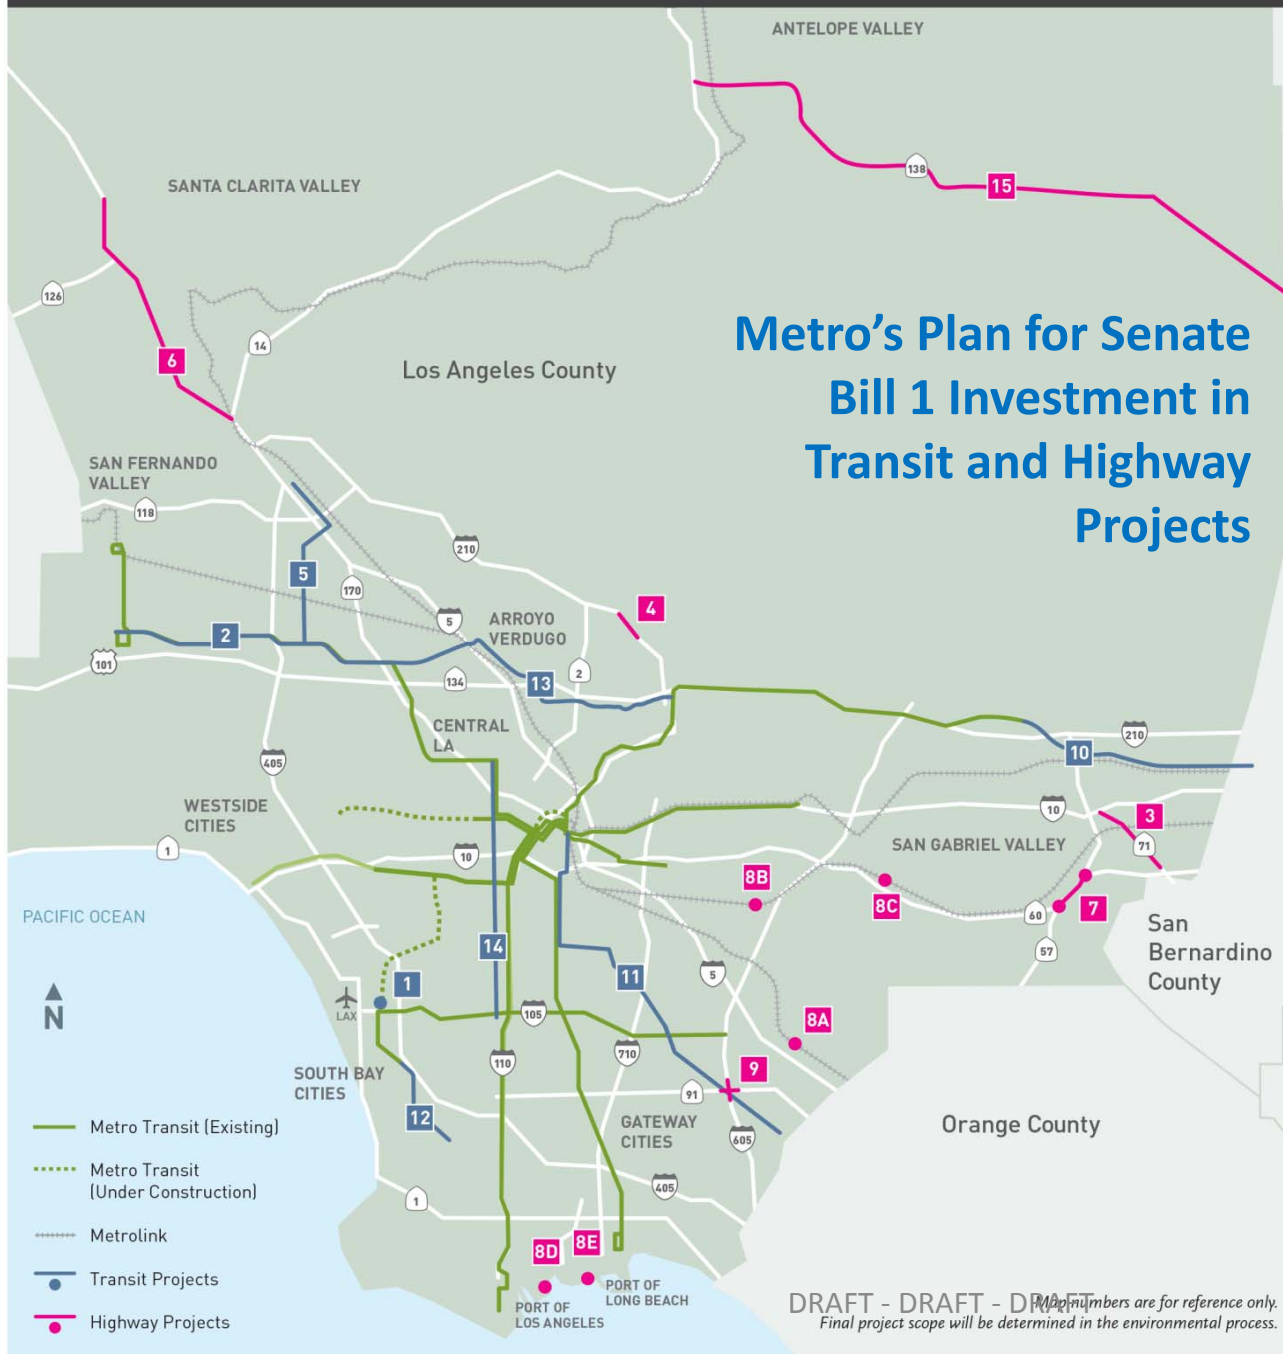 ANTELOPE VALLEY
138
15
SANTA CLARITA VALLEY
126
14
6
Los Angeles County
Metro's Plan for Senate
Bill 1 Investment in
Transit and Highway
Projects
SAN FERNANDO
VALLEY
118
210
5
170
4
5
ARROYO
VERDUGO
2
101
134
13
2
CENTRAL
LA
405
210
10
WESTSIDE
CITIES
1
10
10
3
71
SAN GABRIEL VALLEY
8B
8C
60
7
57
PACIFIC OCEAN
San
Bernardino
County
14
11
5
1
LAX
N
105
8A
110
710
9
SOUTH BAY
CITIES
91
12
GATEWAY
CITIES
605
Orange County
405
1
8D
8E
PORT OF
LONG BEACH
PORT OF
LOS ANGELES
Metro Transit (Existing)
Metro Transit
(Under Construction)
Metrolink
Transit Projects
Highway Projects
DRAFT - DRAFT - DRAFT
Map numbers are for reference only.
Final project scope will be determined in the environmental process.